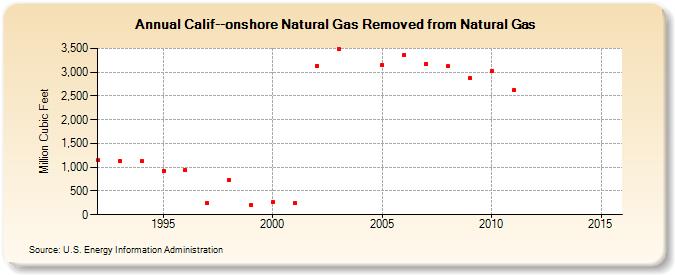 Annual Calif--onshore Natural Gas Removed from Natural Gas
Million Cubic Feet
3,500
3,000
2,500
2,000
1,500
1,000
500
0
1995 2000 2005 2010 2015
Source: U.S. Energy Information Administration